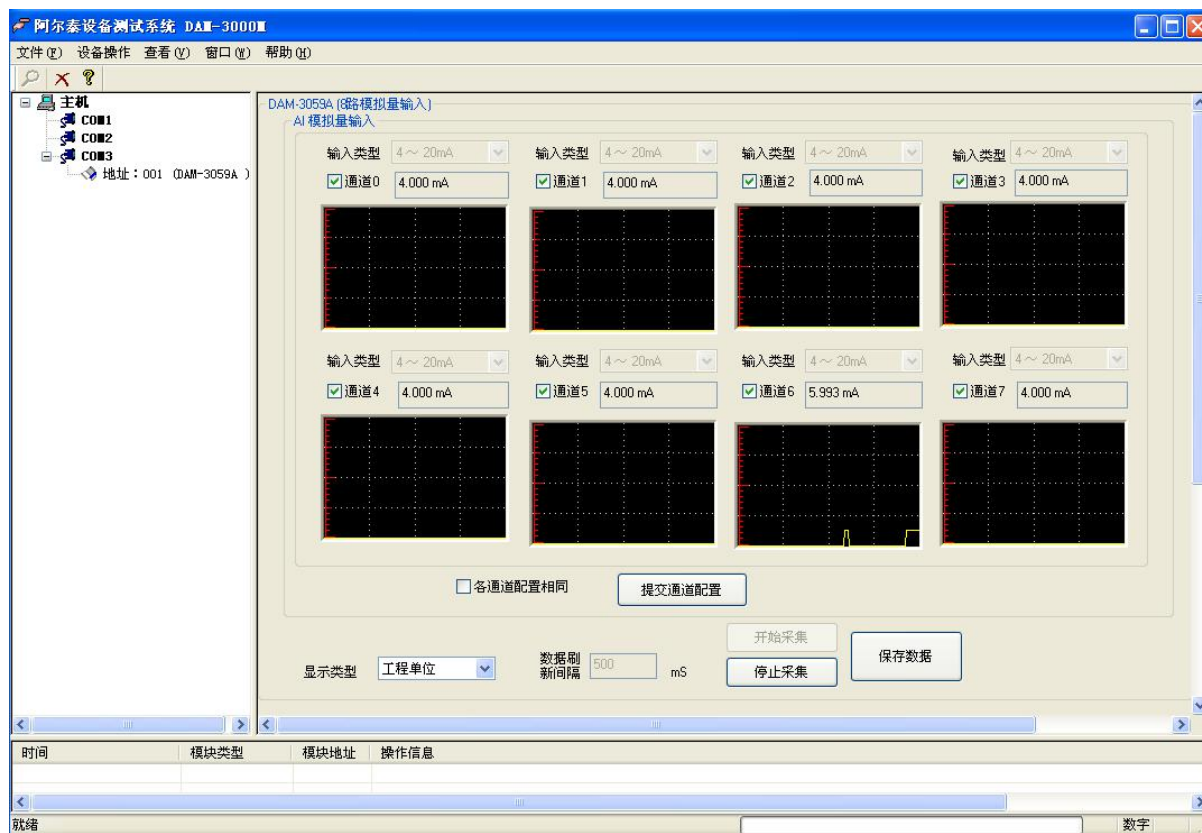 阿尔泰设备测试系统 DAM-3000M
文件(F) 设备操作 查看(V) 窗口(W) 帮助(H)
主机
COM1
COM2
COM3
地址：001 (DAM-3059A )
DAM-3059A (8路模拟量输入)
AI 模拟量输入
输入类型 4～ 20mA 输入类型 4～ 20mA 输入类型 4～ 20mA 输入类型 4～ 20mA
通道0 4.000 mA 通道1 4.000 mA 通道2 4.000 mA 通道3 4.000 mA
输入类型 4～ 20mA 输入类型 4～ 20mA 输入类型 4～ 20mA 输入类型 4～ 20mA
通道4 4.000 mA 通道5 4.000 mA 通道6 5.993 mA 通道7 4.000 mA
各通道配置相同 提交通道配置
显示类型 工程单位
数据刷
新间隔 500 mS
开始采集
停止采集
保存数据
时间 模块类型 模块地址 操作信息
就绪 数字